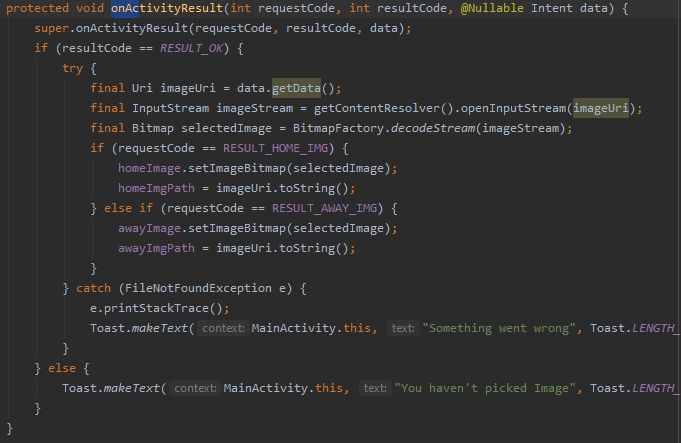 protected void onActivityResult(int requestCode, int resultCode, @Nullable Intent data) {
super.onActivityResult(requestCode, resultCode, data);
if (resultCode == RESULT_OK) {
try {
final Uri imageUri = data.getData();
final InputStream imageStream = getContentResolver().openInputStream(imageUri);
final Bitmap selectedImage = BitmapFactory.decodeStream(imageStream);
if (requestCode == RESULT_HOME_IMG) {
homeImage.setImageBitmap(selectedImage);
homeImgPath = imageUri.toString();
} else if (requestCode == RESULT_AWAY_IMG) {
awayImage.setImageBitmap(selectedImage);
awayImgPath = imageUri.toString();
}
} catch (FileNotFoundException e) {
e.printStackTrace();
Toast.makeText( context: MainActivity.this, text: "Something went wrong", Toast.LENGTH_
}
} else {
Toast.makeText( context: MainActivity.this, text: "You haven't picked Image", Toast.LENGTH_
}
}